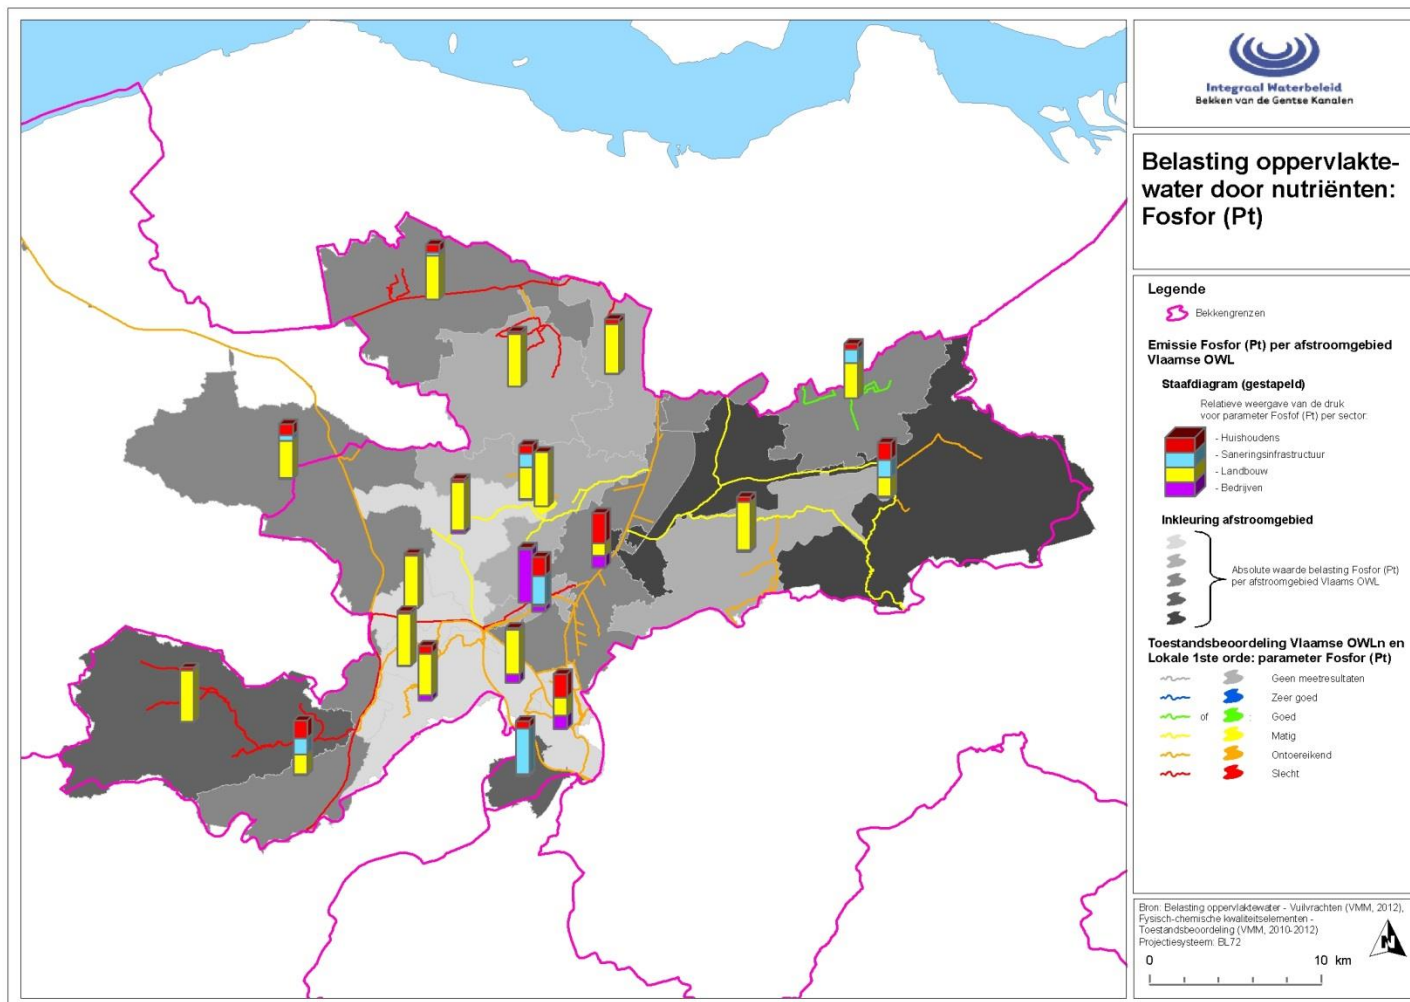 Integraal Waterbeleid
Bekken van de Gentse Kanalen
Belasting oppervlakte-
water door nutriënten:
Fosfor (Pt)
Legende
Bekkengrenzen
Emissie Fosfor (Pt) per afstroomgebied
Vlaamse OWL
Staafdiagram (gestapeld)
Relatieve weergave van de druk
voor parameter Fosfof (Pt) per sector:
- Huishoudens
- Saneringsinfrastructuur
- Landbouw
- Bedrijven
Inkleuring afstroomgebied
Absolute waarde belasting Fosfor (Pt)
per afstroomgebied Vlaams OWL
Toestandsbeoordeling Vlaamse OWLn en
Lokale 1ste orde: parameter Fosfor (Pt)
Geen meetresultaten
Zeer goed
of : Goed
Matig
Ontoereikend
Slecht
Bron: Belasting oppervlaktewater - Vuilvrachten (VMM, 2012),
Fysisch-chemische kwaliteitselementen -
Toestandsbeoordeling (VMM, 2010-2012)
Projectiesysteem: BL72
0 10 km
N